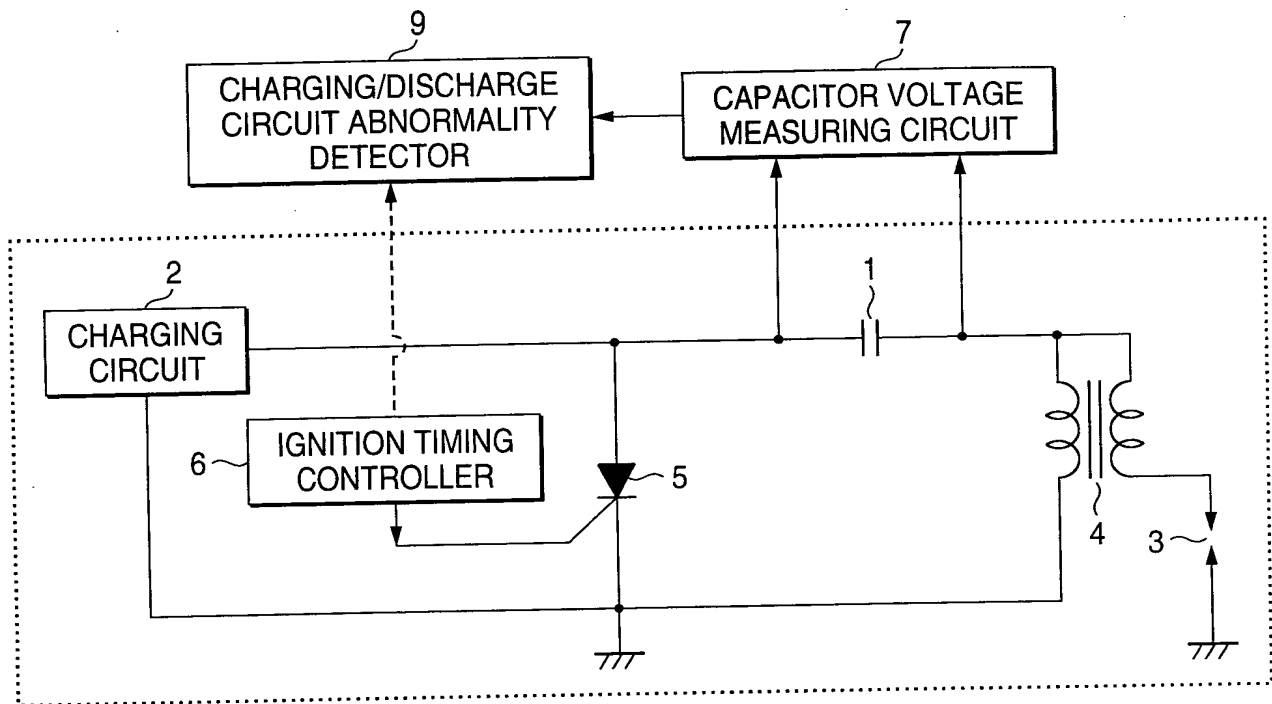 9
CHARGING/DISCHARGE
CIRCUIT ABNORMALITY
DETECTOR
7
CAPACITOR VOLTAGE
MEASURING CIRCUIT
2
CHARGING
CIRCUIT
1
6
IGNITION TIMING
CONTROLLER
5
4
3